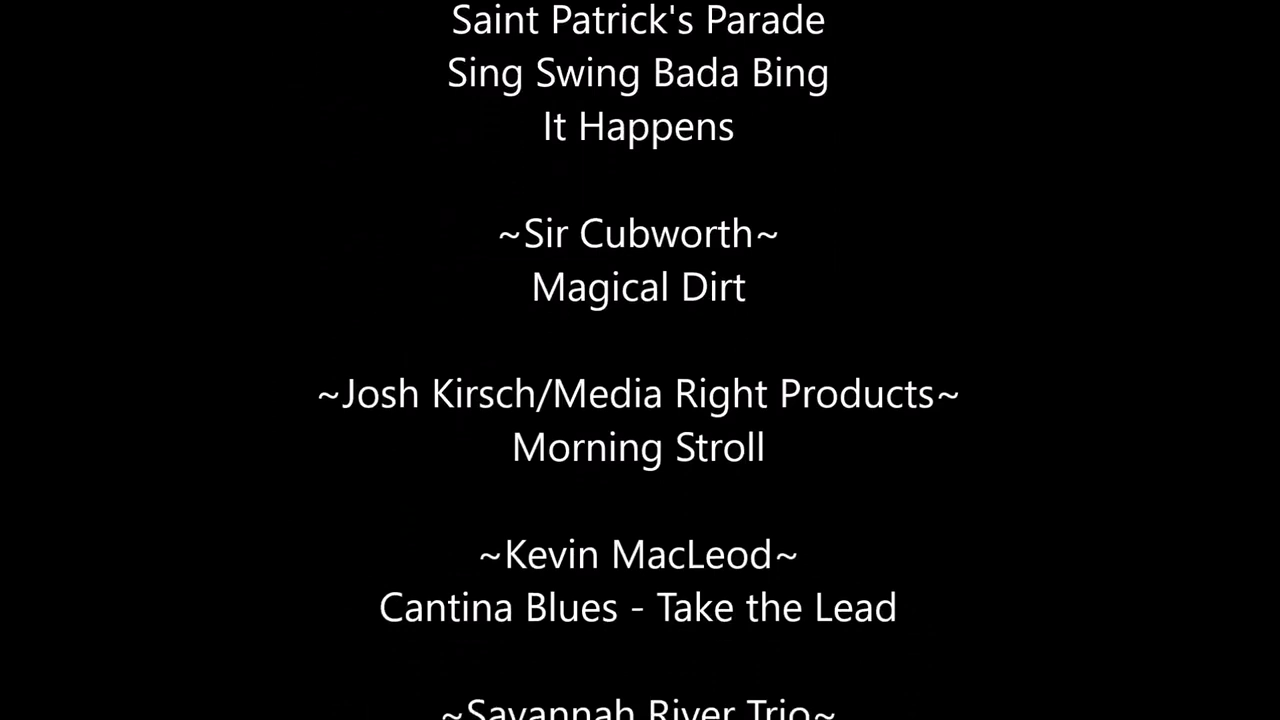 Saint Patrick's Parade
Sing Swing Bada Bing
It Happens
~Sir Cubworth~
Magical Dirt
~Josh Kirsch/Media Right Products~
Morning Stroll
~Kevin MacLeod~
Cantina Blues - Take the Lead
~Savannah River Trio~